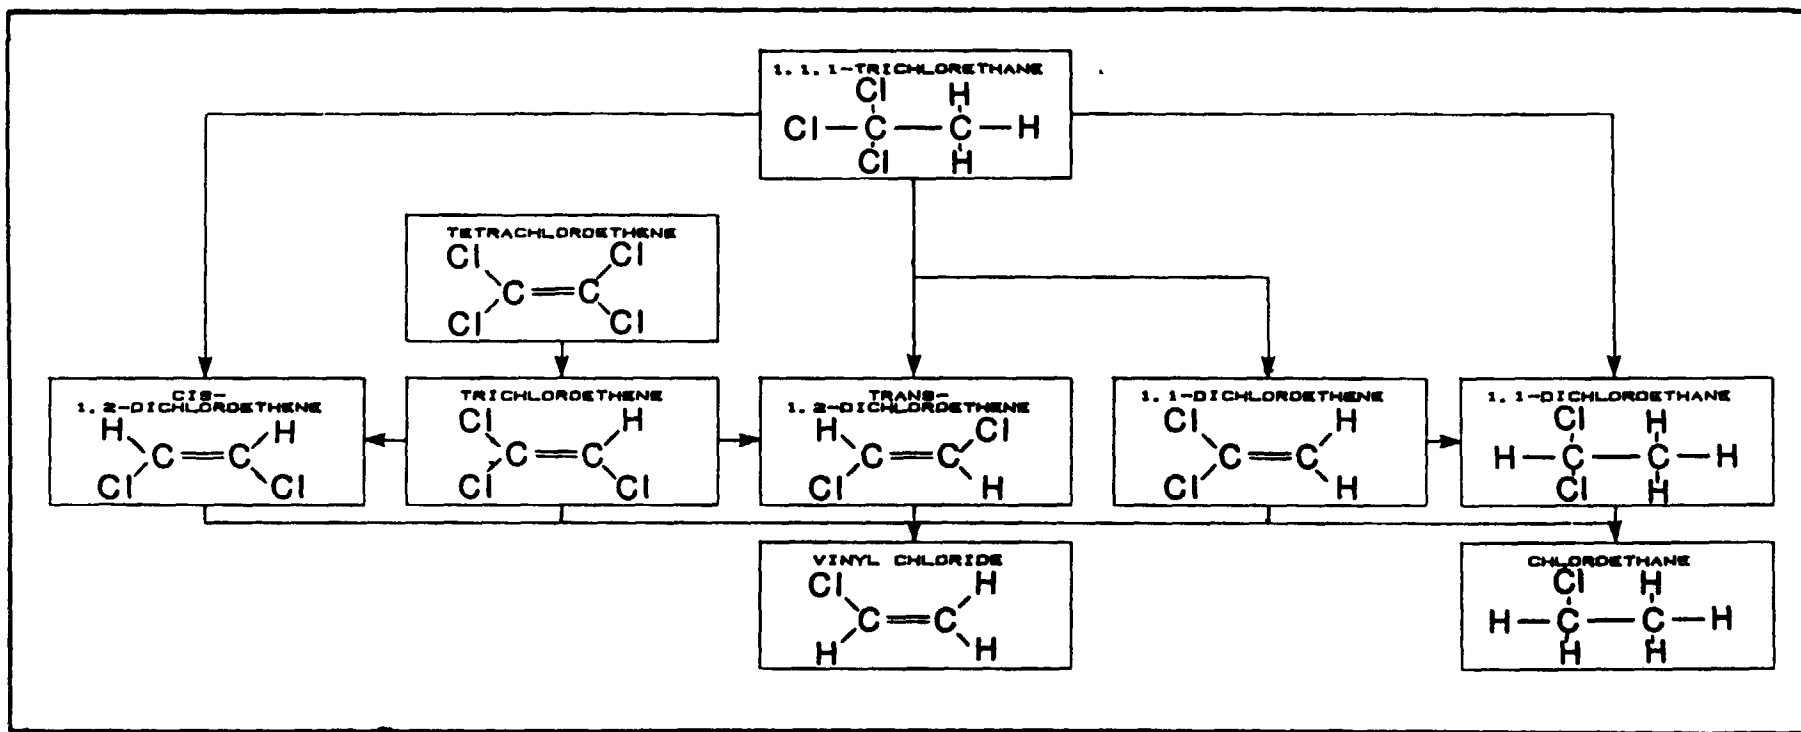 1,1,1-TRICHLORETHANE
Cl H
Cl C C H
Cl H
TETRACHLOROETHENE
Cl Cl
C C
Cl Cl
CIS-
1,2-DICHLOROETHENE
H H
C C
Cl Cl
TRICHLOROETHENE
Cl H
C C
Cl Cl
TRANS-
1,2-DICHLOROETHENE
H Cl
C C
Cl H
1,1-DICHLOROETHENE
Cl H
C C
Cl H
1,1-DICHLOROETHANE
Cl H
H C C H
Cl H
VINYL CHLORIDE
Cl H
C C
H H
CHLOROETHANE
Cl H
H C C H
H H